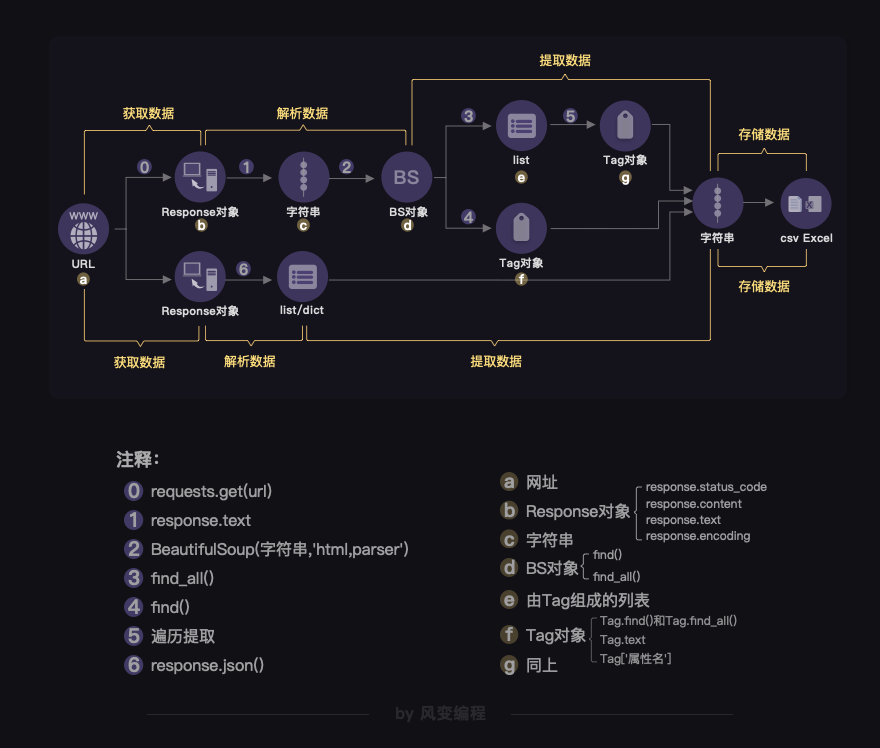 提取数据
获取数据
解析数据
3
5
存储数据
list
e
Tag对象
g
0
1
2
BS
Response对象
b
字符串
c
BS对象
d
4
WWW
URL
a
字符串
csv Excel
Tag对象
f
6
Response对象
list/dict
存储数据
获取数据
解析数据
提取数据
注释：
0 requests.get(url)
1 response.text
2 BeautifulSoup(字符串,'html,parser')
3 find_all()
4 find()
5 遍历提取
6 response.json()
a 网址
b Response对象
response.status_code
response.content
response.text
response.encoding
c 字符串
d BS对象
find()
find_all()
e 由Tag组成的列表
f Tag对象
Tag.find()和Tag.find_all()
Tag.text
Tag['属性名']
g 同上
by 风变编程